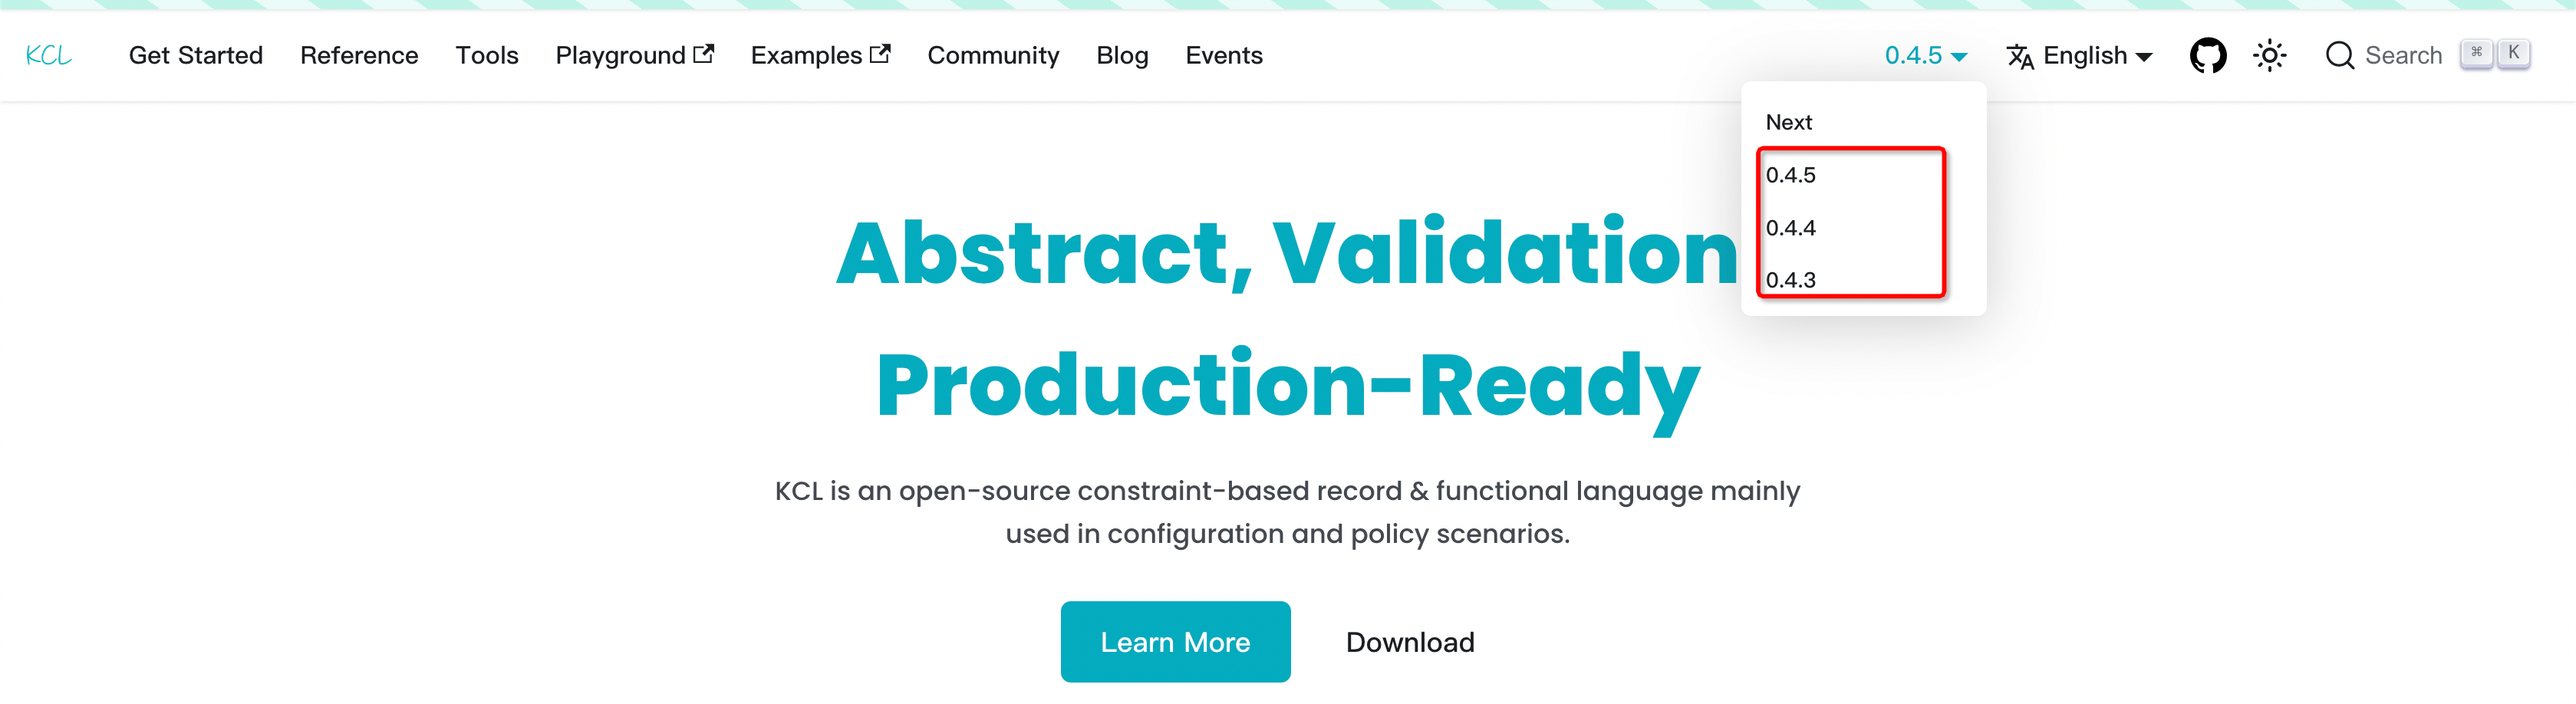 KCL Get Started Reference Tools Playground Examples Community Blog Events 0.4.5 English Search ⌘ K
Next
0.4.5
0.4.4
0.4.3
Abstract, Validation
Production-Ready
KCL is an open-source constraint-based record & functional language mainly
used in configuration and policy scenarios.
Learn More Download